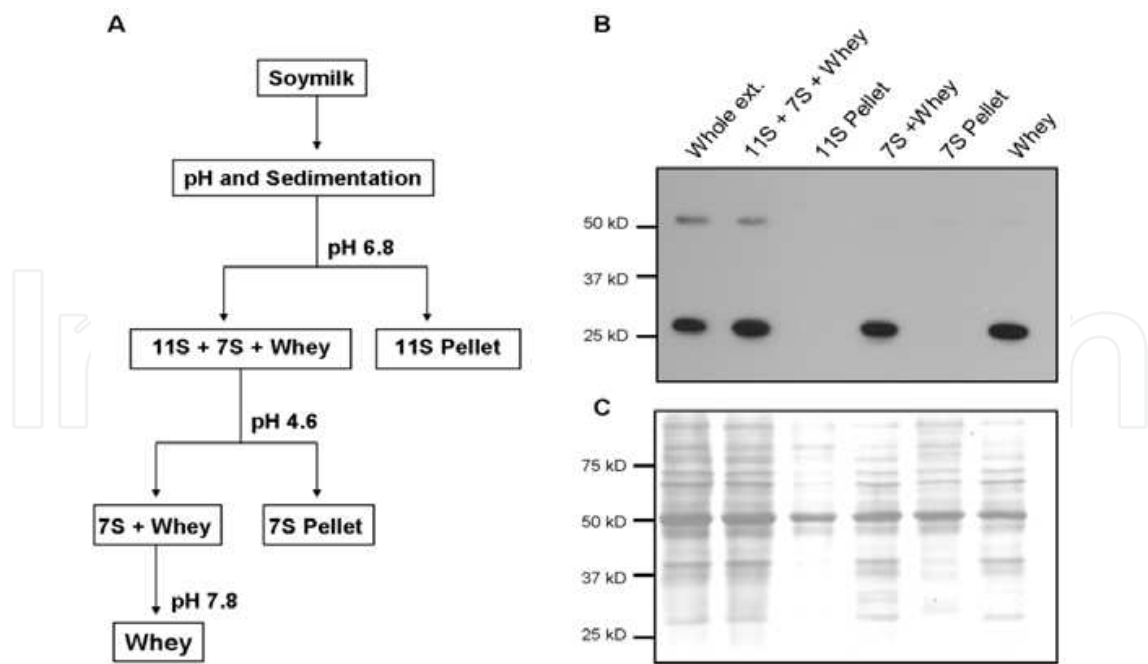 A
Soymilk
pH and Sedimentation
pH 6.8
11S + 7S + Whey
11S Pellet
pH 4.6
7S + Whey
7S Pellet
pH 7.8
Whey
B
Whole ext.
11S + 7S + Whey
11S Pellet
7S +Whey
7S Pellet
Whey
50 kD
37 kD
25 kD
C
75 kD
50 kD
37 kD
25 kD